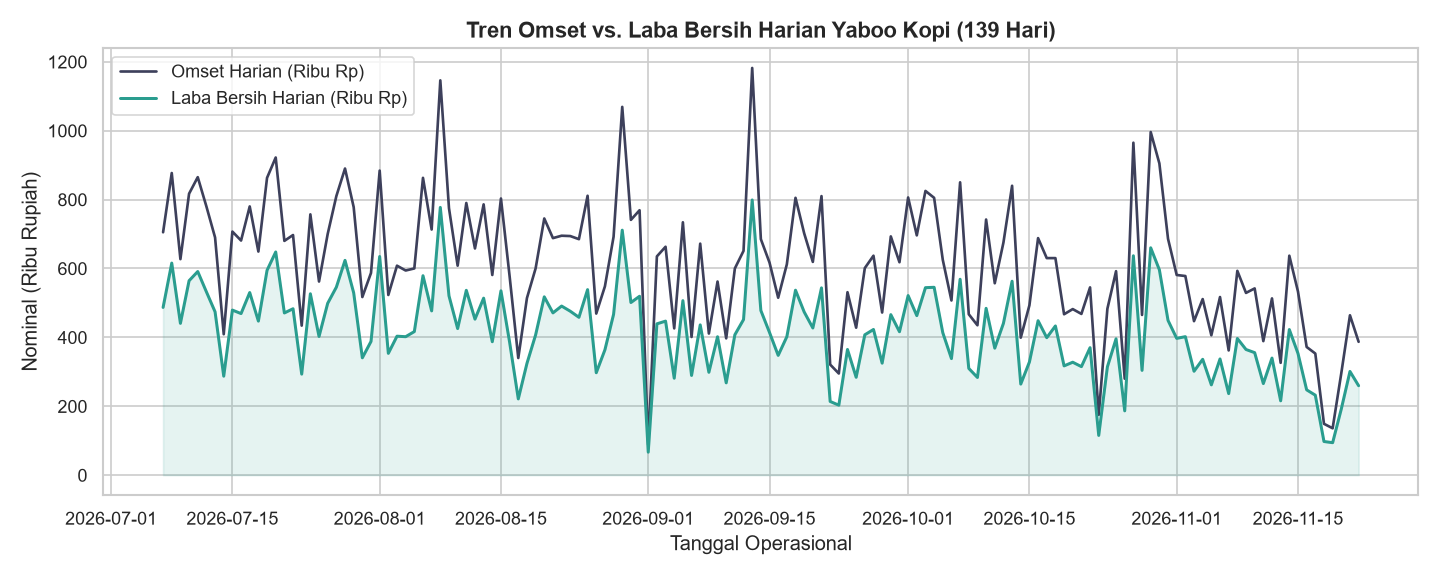 Tren Omset vs. Laba Bersih Harian Yaboo Kopi (139 Hari)
Omset Harian (Ribu Rp)
Laba Bersih Harian (Ribu Rp)
Nominal (Ribu Rupiah)
1200
1000
800
600
400
200
0
2026-07-01 2026-07-15 2026-08-01 2026-08-15 2026-09-01 2026-09-15 2026-10-01 2026-10-15 2026-11-01 2026-11-15
Tanggal Operasional